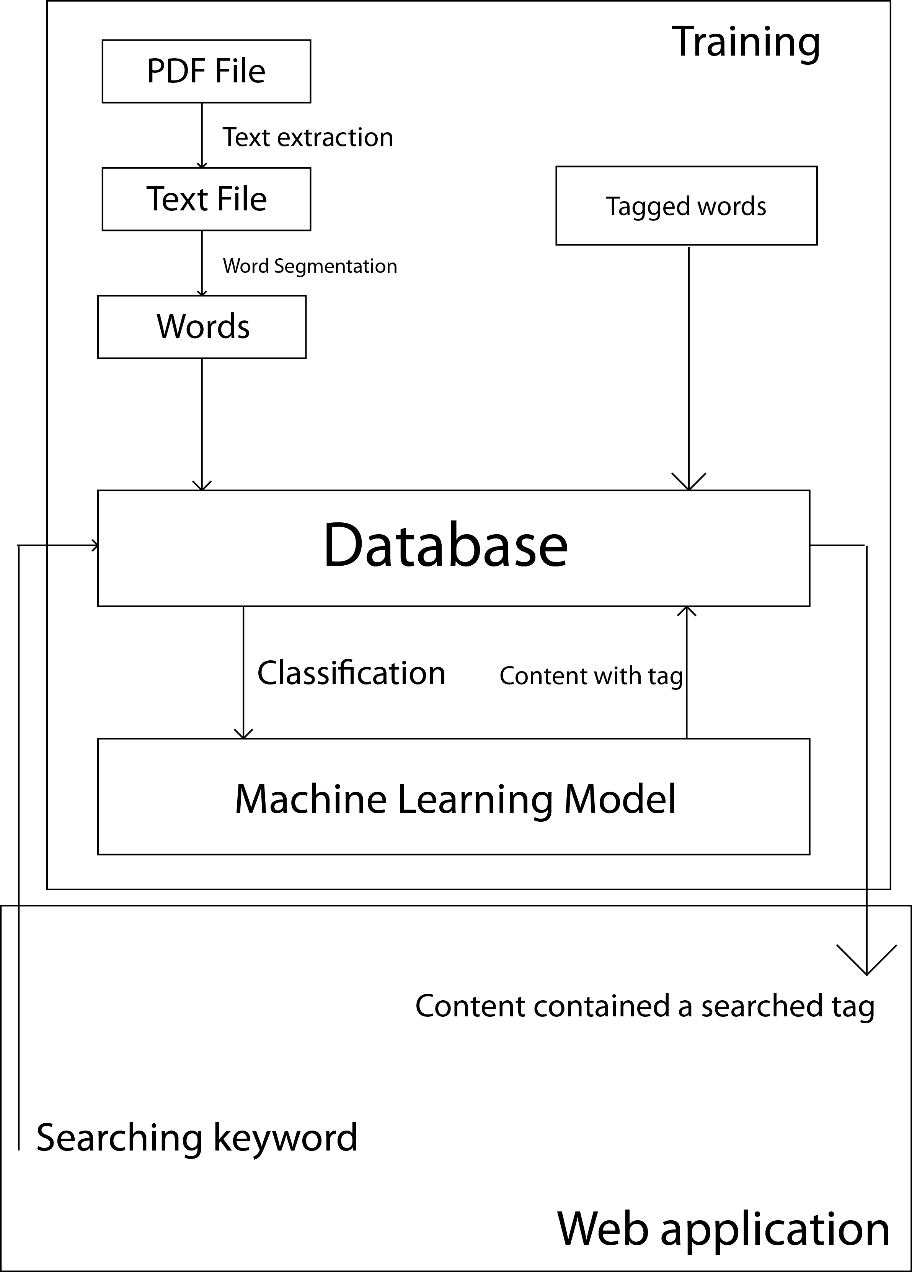 Training
PDF File
Text extraction
Text File
Tagged words
Word Segmentation
Words
Database
Classification
Content with tag
Machine Learning Model
Content contained a searched tag
Searching keyword
Web application